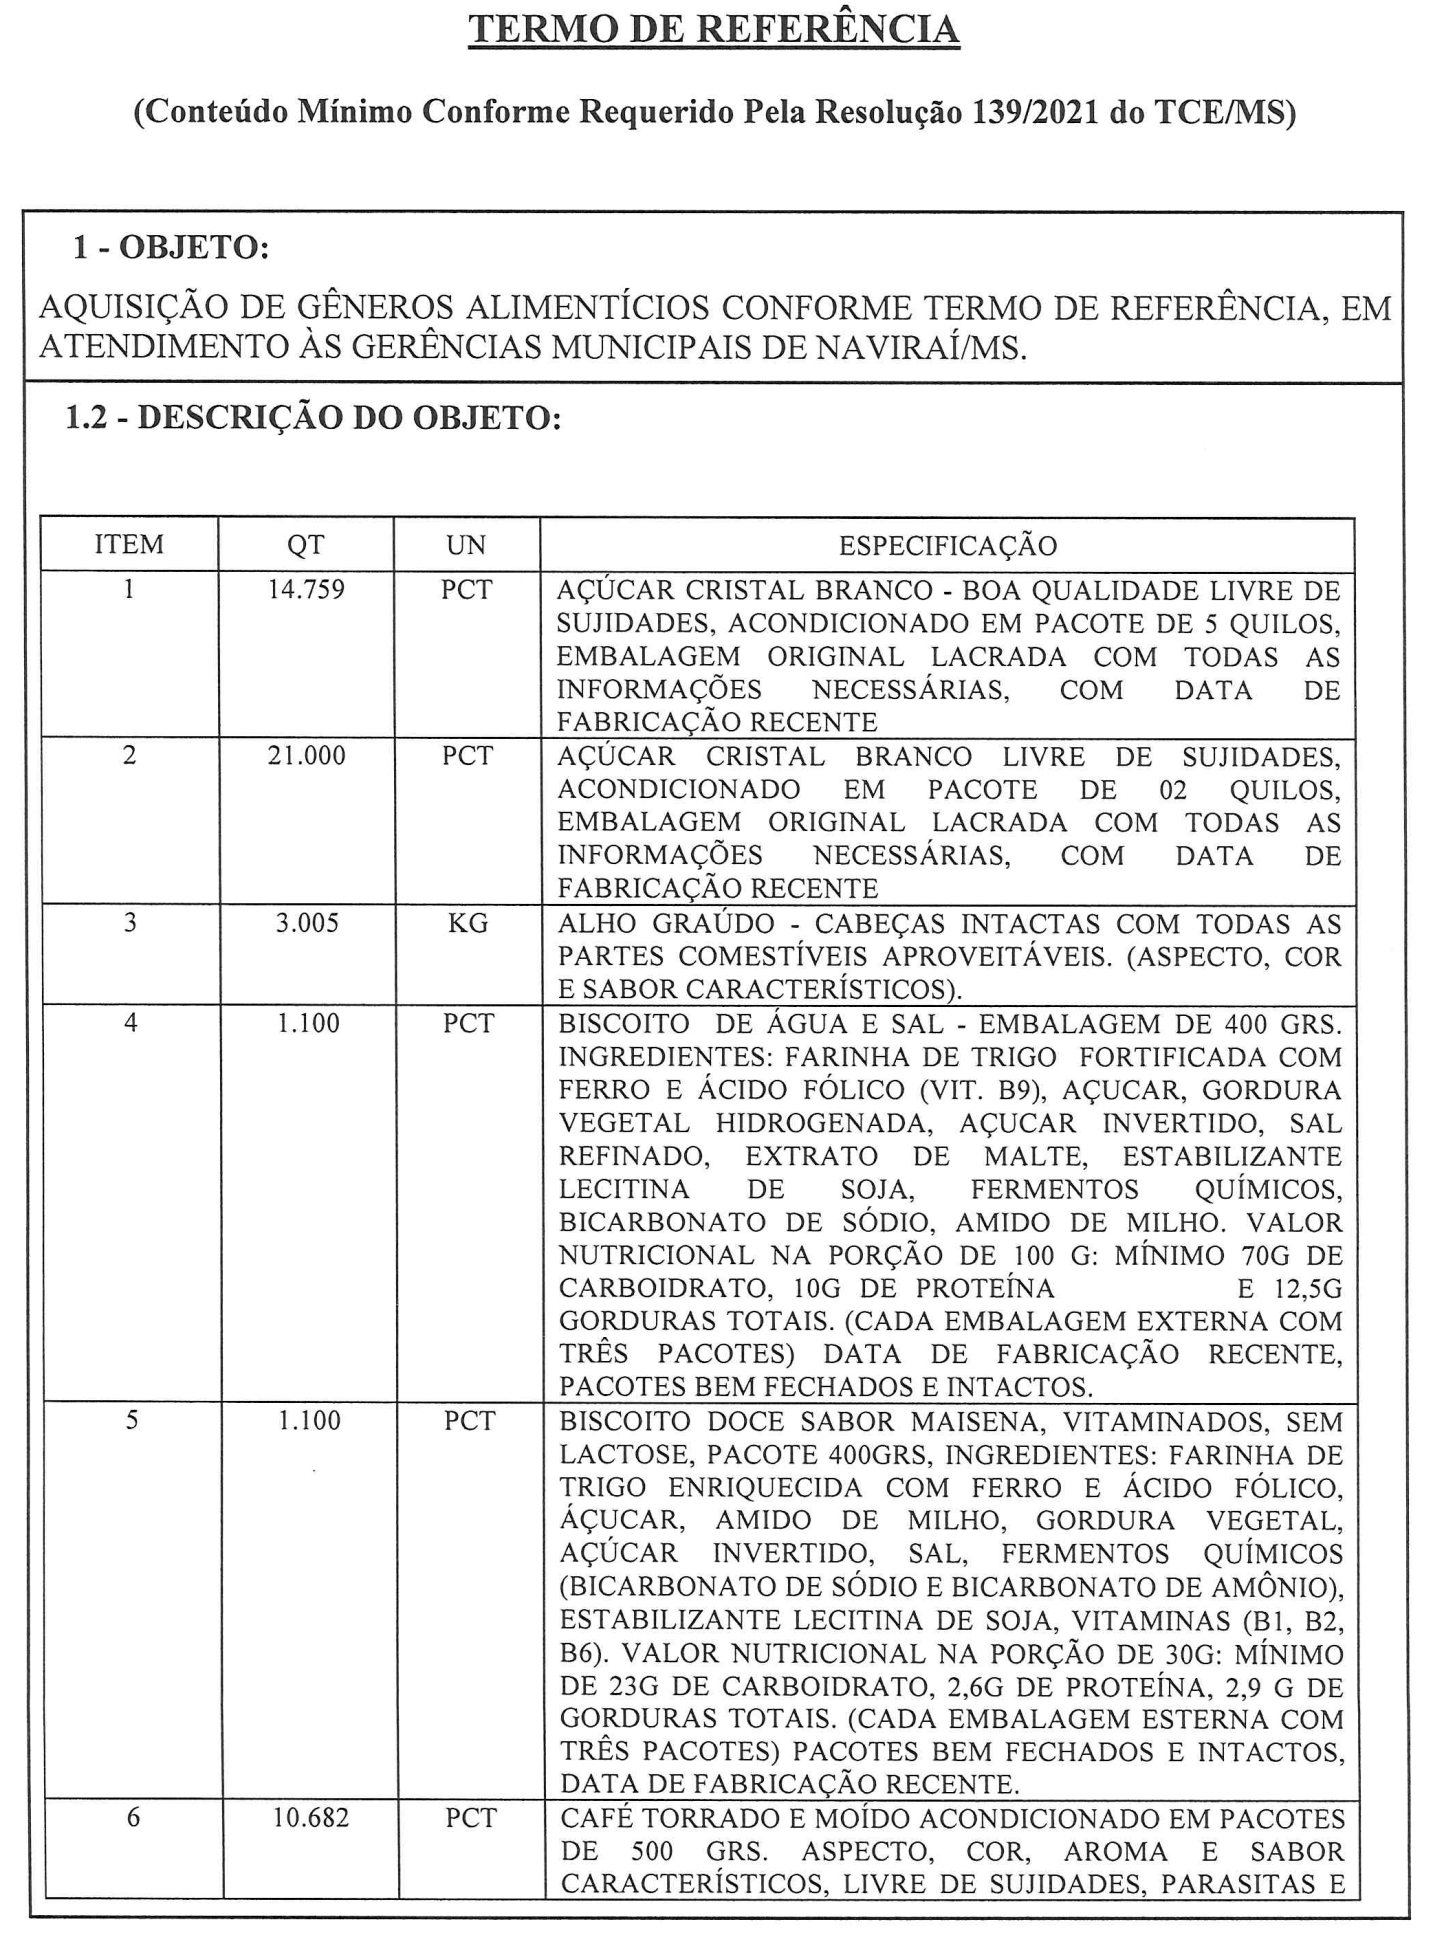 TERMO DE REFERÊNCIA
(Conteúdo Mínimo Conforme Requerido Pela Resolução 139/2021 do TCE/MS)
1 - OBJETO:
AQUISIÇÃO DE GÊNEROS ALIMENTÍCIOS CONFORME TERMO DE REFERÊNCIA, EM
ATENDIMENTO ÀS GERÊNCIAS MUNICIPAIS DE NAVIRAÍ/MS.
1.2 - DESCRIÇÃO DO OBJETO:
ITEM QT UN ESPECIFICAÇÃO
1 14.759 PCT AÇÚCAR CRISTAL BRANCO - BOA QUALIDADE LIVRE DE
SUJIDADES, ACONDICIONADO EM PACOTE DE 5 QUILOS,
EMBALAGEM ORIGINAL LACRADA COM TODAS AS
INFORMAÇÕES NECESSÁRIAS, COM DATA DE
FABRICAÇÃO RECENTE
2 21.000 PCT AÇÚCAR CRISTAL BRANCO LIVRE DE SUJIDADES,
ACONDICIONADO EM PACOTE DE 02 QUILOS,
EMBALAGEM ORIGINAL LACRADA COM TODAS AS
INFORMAÇÕES NECESSÁRIAS, COM DATA DE
FABRICAÇÃO RECENTE
3 3.005 KG ALHO GRAÚDO - CABEÇAS INTACTAS COM TODAS AS
PARTES COMESTÍVEIS APROVEITÁVEIS. (ASPECTO, COR
E SABOR CARACTERÍSTICOS).
4 1.100 PCT BISCOITO DE ÁGUA E SAL - EMBALAGEM DE 400 GRS.
INGREDIENTES: FARINHA DE TRIGO FORTIFICADA COM
FERRO E ÁCIDO FÓLICO (VIT. B9), AÇUCAR, GORDURA
VEGETAL HIDROGENADA, AÇUCAR INVERTIDO, SAL
REFINADO, EXTRATO DE MALTE, ESTABILIZANTE
LECITINA DE SOJA, FERMENTOS QUÍMICOS,
BICARBONATO DE SÓDIO, AMIDO DE MILHO. VALOR
NUTRICIONAL NA PORÇÃO DE 100 G: MÍNIMO 70G DE
CARBOIDRATO, 10G DE PROTEÍNA E 12,5G
GORDURAS TOTAIS. (CADA EMBALAGEM EXTERNA COM
TRÊS PACOTES) DATA DE FABRICAÇÃO RECENTE,
PACOTES BEM FECHADOS E INTACTOS.
5 1.100 PCT BISCOITO DOCE SABOR MAISENA, VITAMINADOS, SEM
LACTOSE, PACOTE 400GRS, INGREDIENTES: FARINHA DE
TRIGO ENRIQUECIDA COM FERRO E ÁCIDO FÓLICO,
ÁÇUCAR, AMIDO DE MILHO, GORDURA VEGETAL,
AÇÚCAR INVERTIDO, SAL, FERMENTOS QUÍMICOS
(BICARBONATO DE SÓDIO E BICARBONATO DE AMÔNIO),
ESTABILIZANTE LECITINA DE SOJA, VITAMINAS (B1, B2,
B6). VALOR NUTRICIONAL NA PORÇÃO DE 30G: MÍNIMO
DE 23G DE CARBOIDRATO, 2,6G DE PROTEÍNA, 2,9 G DE
GORDURAS TOTAIS. (CADA EMBALAGEM ESTERNA COM
TRÊS PACOTES) PACOTES BEM FECHADOS E INTACTOS,
DATA DE FABRICAÇÃO RECENTE.
6 10.682 PCT CAFÉ TORRADO E MOÍDO ACONDICIONADO EM PACOTES
DE 500 GRS. ASPECTO, COR, AROMA E SABOR
CARACTERÍSTICOS, LIVRE DE SUJIDADES, PARASITAS E